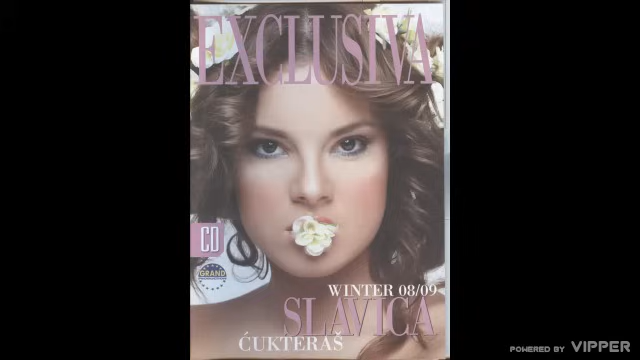 EXCLUSIVA
CD
GRAND
WINTER 08/09
SLAVICA
ĆUKTERAŠ
POWERED BY VIPPER